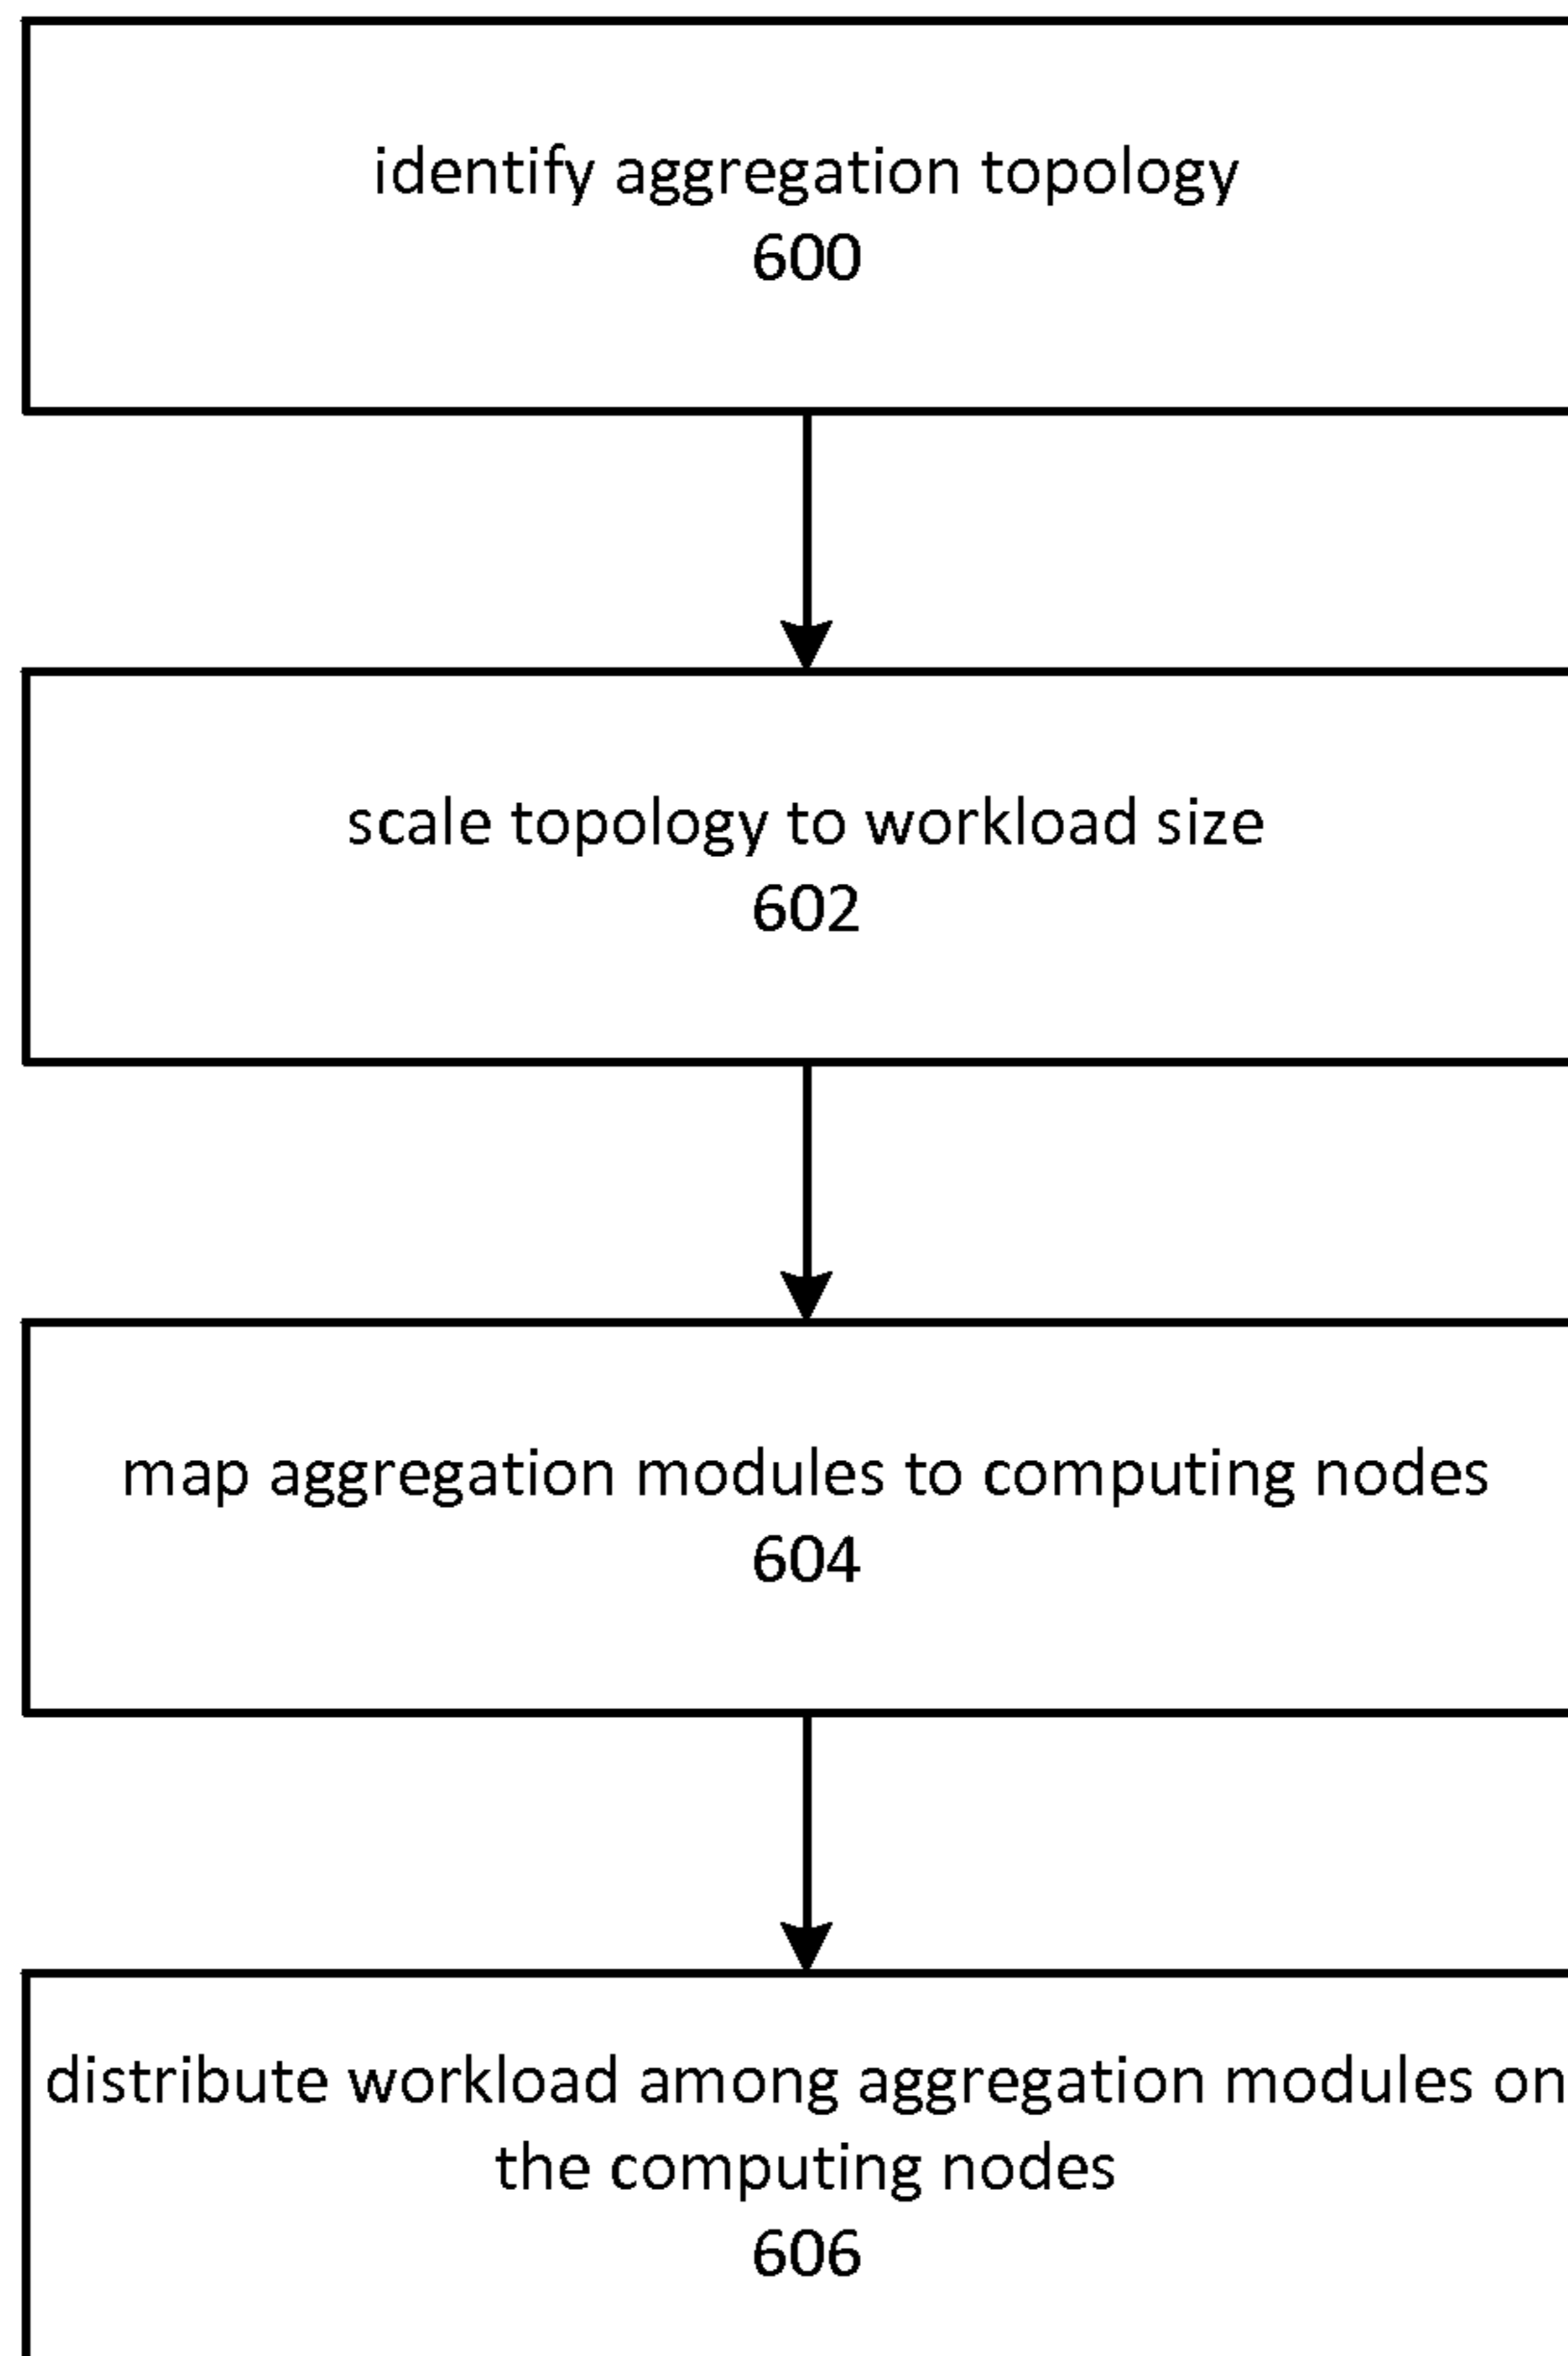 identify aggregation topology
600
scale topology to workload size
602
map aggregation modules to computing nodes
604
distribute workload among aggregation modules on
the computing nodes
606